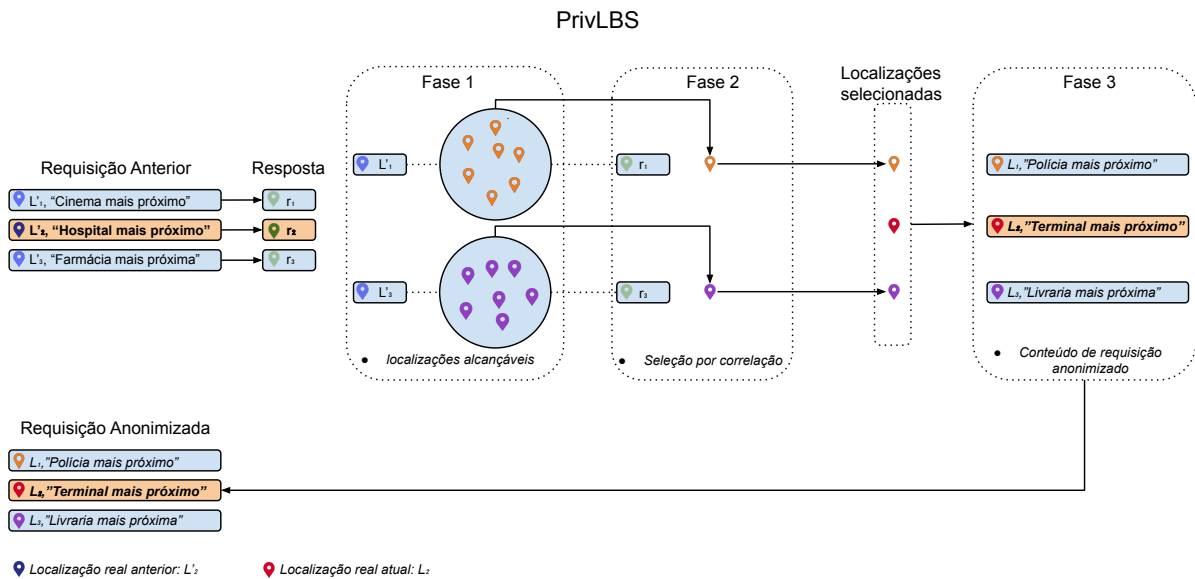 PrivLBS
Fase 1
Fase 2
Localizações
selecionadas
Fase 3
Requisição Anterior
Resposta
L'₁, “Cinema mais próximo”
r₁
L'₂, “Hospital mais próximo”
r₂
L'₃, “Farmácia mais próxima”
r₃
L'₁
r₁
L₁,”Polícia mais próximo”
L₂,”Terminal mais próximo”
L'₃
r₃
L₃,”Livraria mais próxima”
● localizações alcançáveis
● Seleção por correlação
● Conteúdo de requisição
anonimizado
Requisição Anonimizada
L₁,”Polícia mais próximo”
L₂,”Terminal mais próximo”
L₃,”Livraria mais próxima”
Localização real anterior: L'₂
Localização real atual: L₂